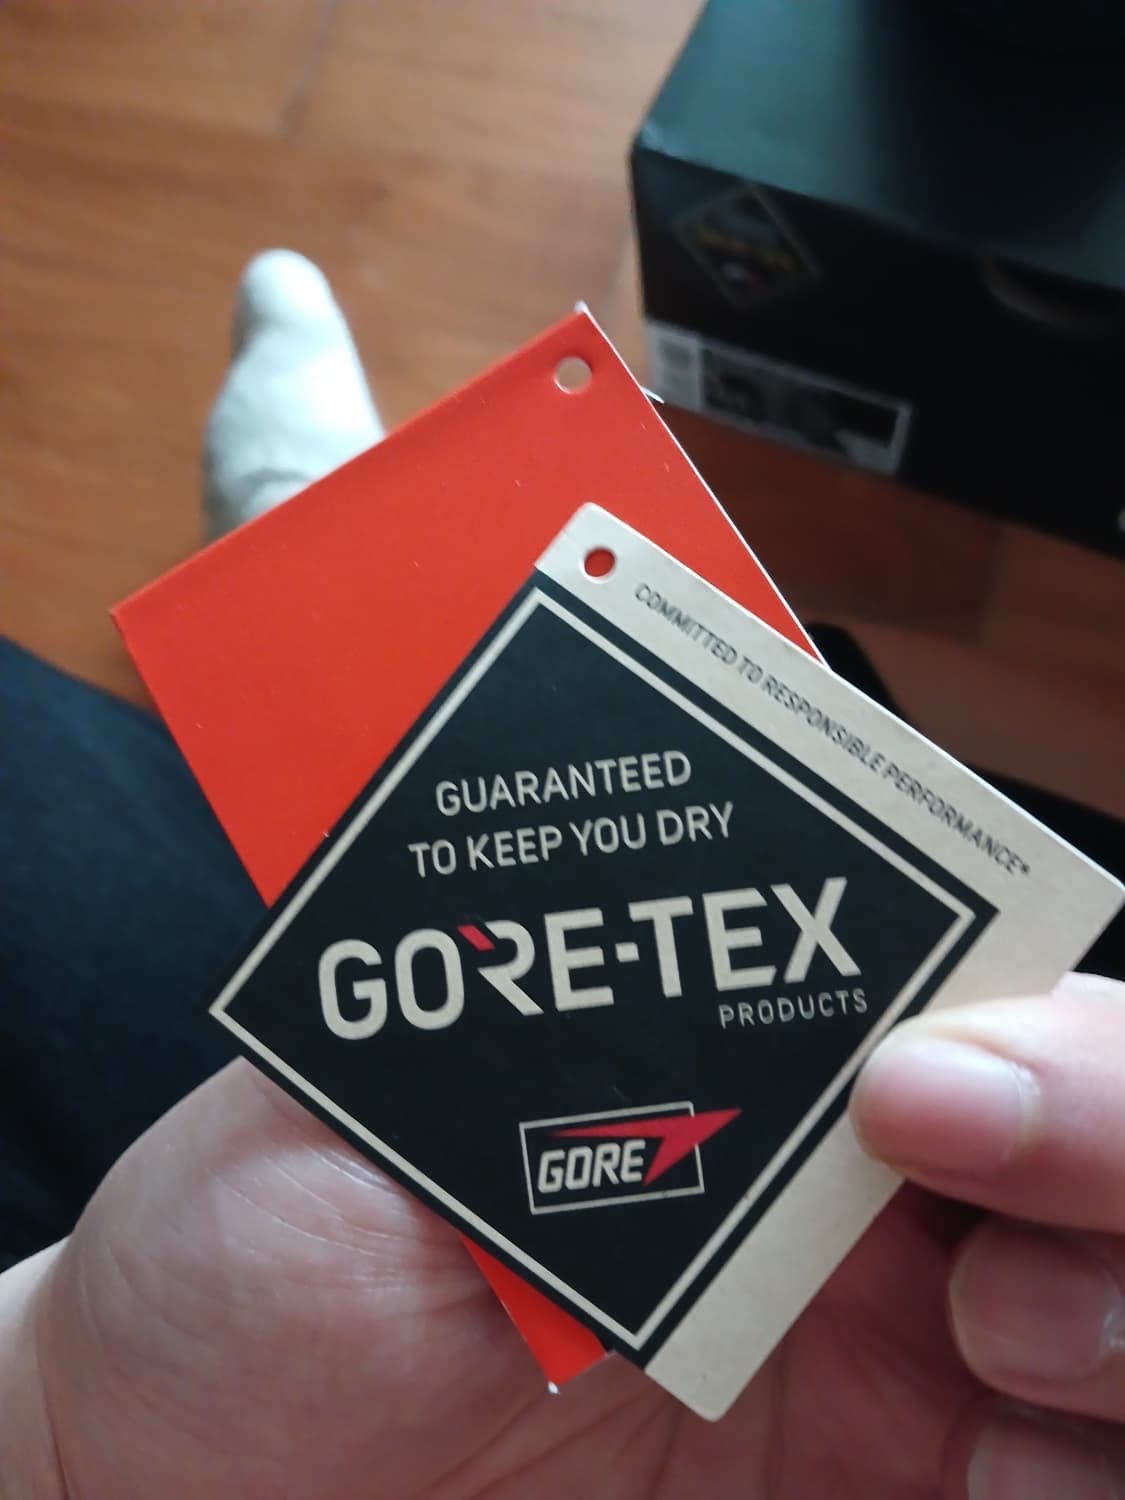 COMMITTED TO RESPONSIBLE PERFORMANCE*
GUARANTEED
TO KEEP YOU DRY
GORE-TEX
PRODUCTS
GORE